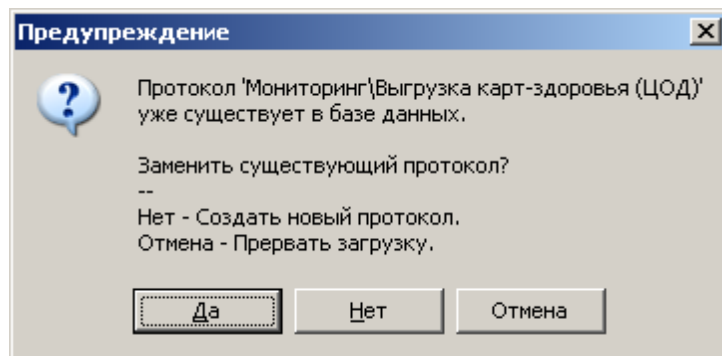 Предупреждение
Протокол 'Мониторинг\Выгрузка карт-здоровья (ЦОД)'
уже существует в базе данных.
Заменить существующий протокол?
--
Нет - Создать новый протокол.
Отмена - Прервать загрузку.
Да
Нет
Отмена